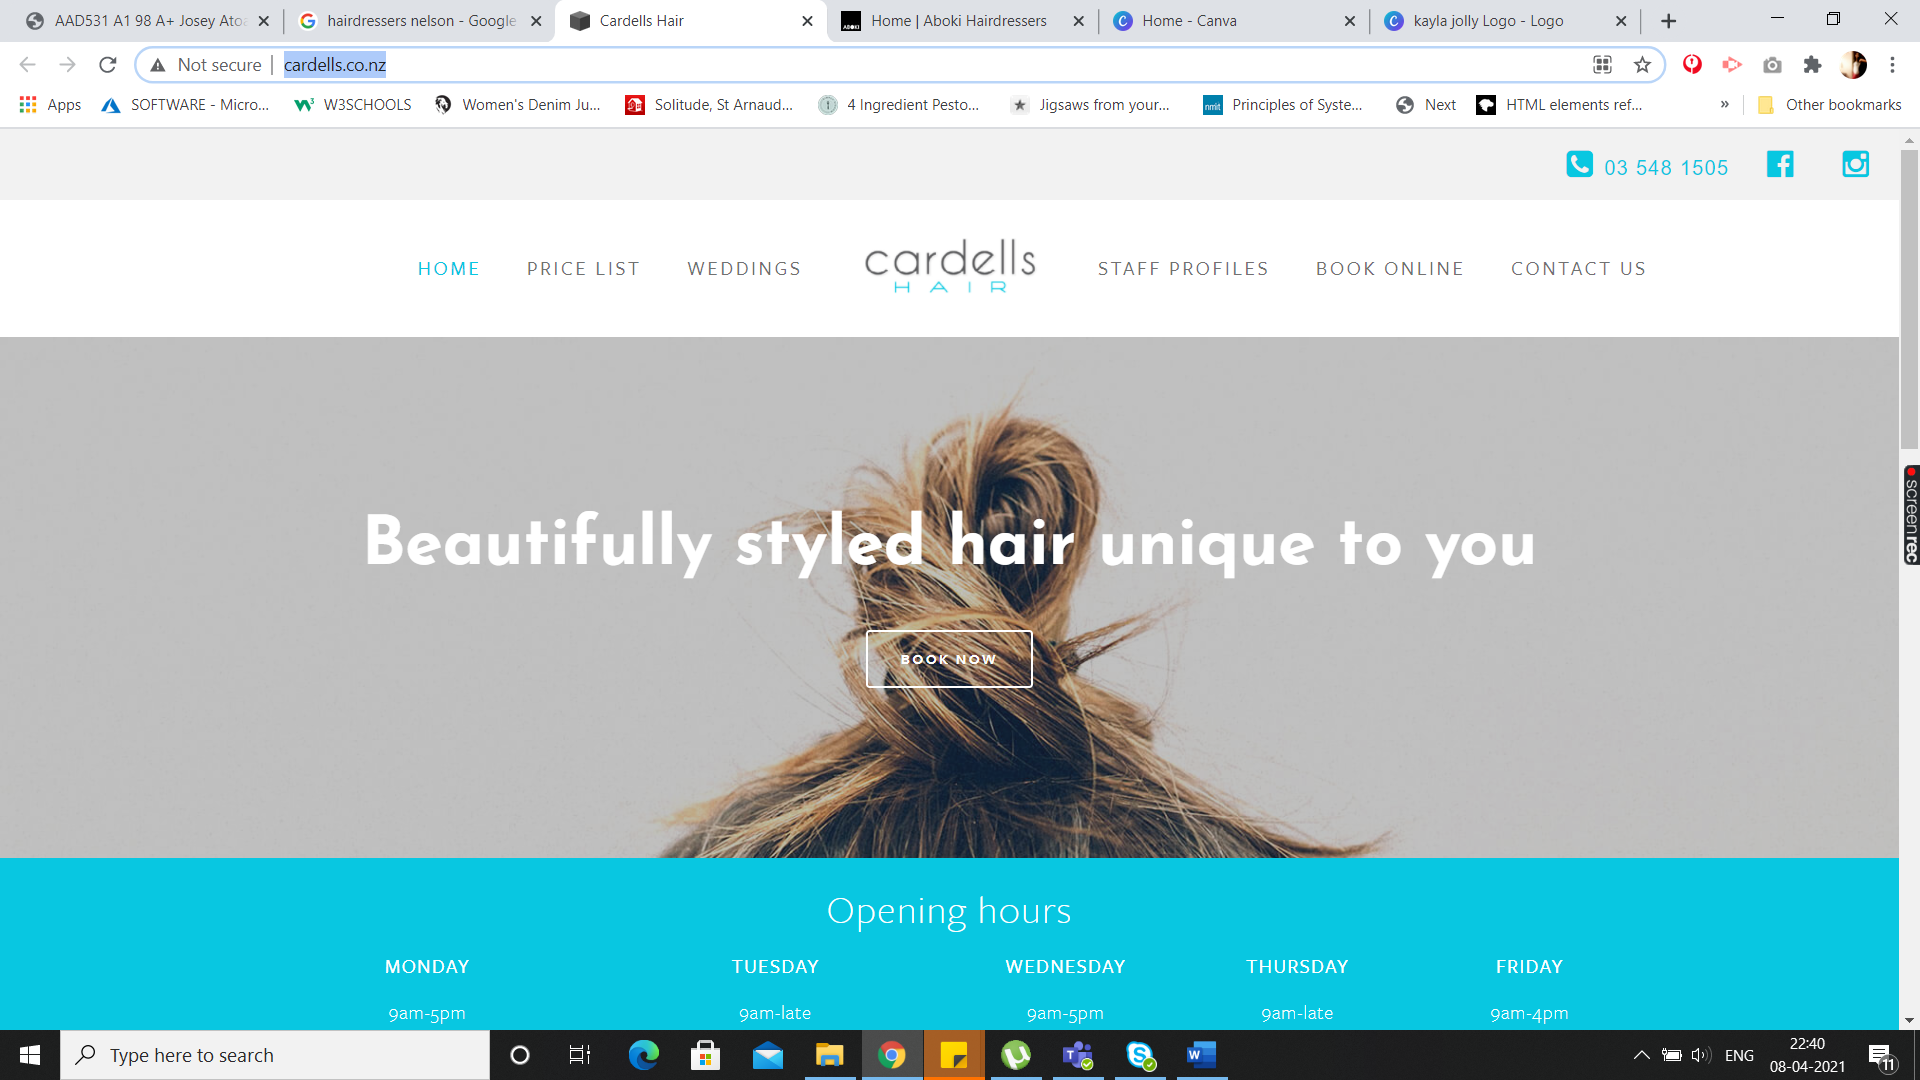 AAD531 A1 98 A+ Josey Atoa
hairdressers nelson - Google
Cardells Hair
Home | Aboki Hairdressers
Home - Canva
kayla jolly Logo - Logo
Not secure | cardells.co.nz
Apps
SOFTWARE - Micro...
W3SCHOOLS
Women's Denim Ju...
Solitude, St Arnaud...
4 Ingredient Pesto...
Jigsaws from your...
Principles of Syste...
Next
HTML elements ref...
»
Other bookmarks
03 548 1505
HOME PRICE LIST WEDDINGS
cardells
HAIR
STAFF PROFILES BOOK ONLINE CONTACT US
Beautifully styled hair unique to you
BOOK NOW
screenrec
Opening hours
MONDAY TUESDAY WEDNESDAY THURSDAY FRIDAY
9am-5pm 9am-late 9am-5pm 9am-late 9am-4pm
Type here to search
ENG
22:40
08-04-2021
11